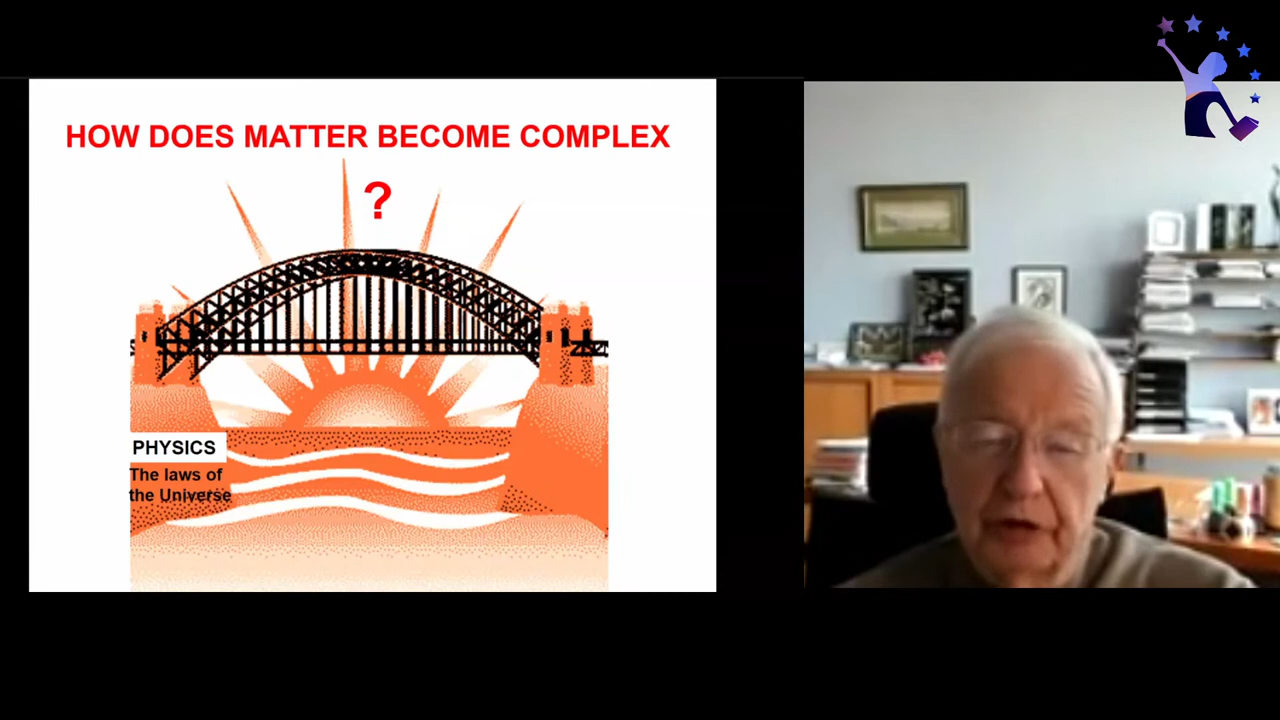 HOW DOES MATTER BECOME COMPLEX
?
PHYSICS
The laws of
the Universe